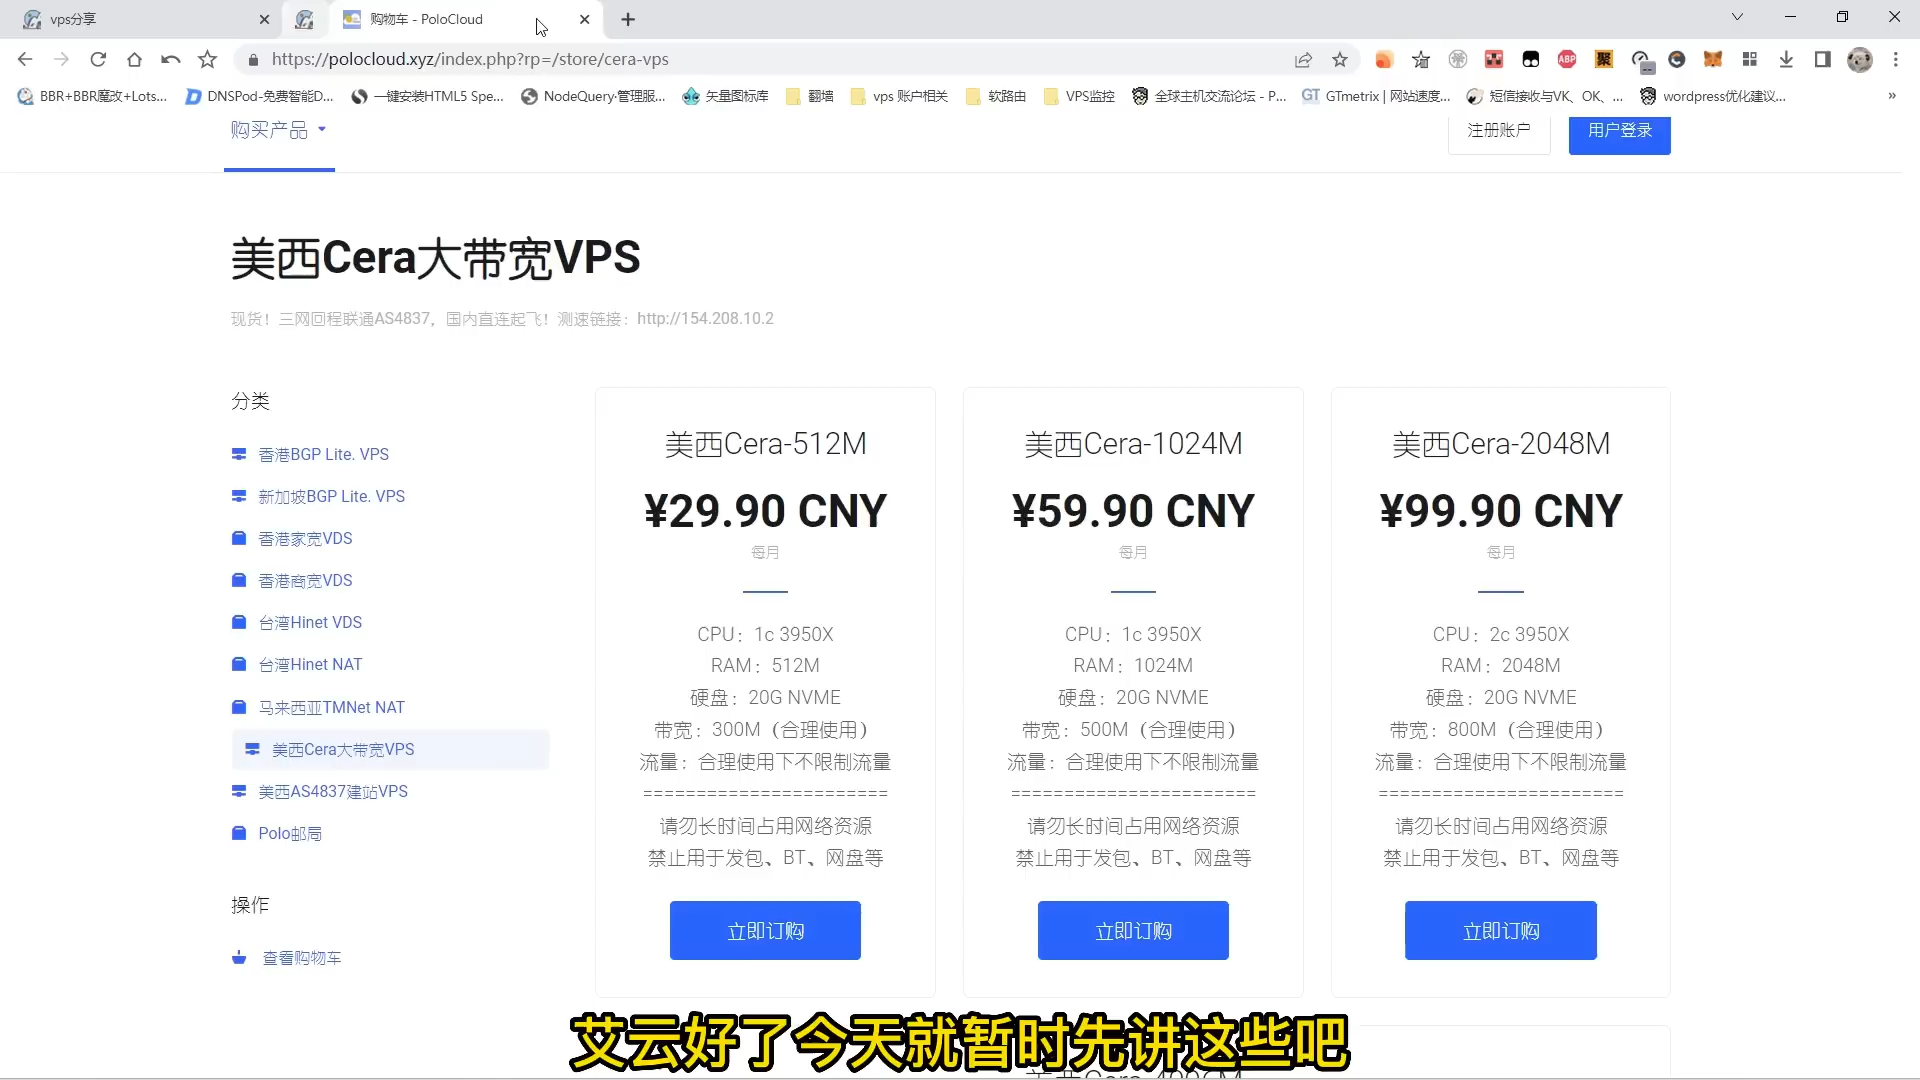 vps分享
购物车 - PoloCloud
https://polocloud.xyz/index.php?rp=/store/cera-vps
BBR+BBR魔改+Lots...
DNSPod-免费智能D...
一键安装HTML5 Spe...
NodeQuery·管理服...
矢量图标库
翻墙
vps 账户相关
软路由
VPS监控
全球主机交流论坛 - P...
GTmetrix | 网站速度...
短信接收与VK、OK、...
wordpress优化建议...
购买产品
注册账户
用户登录
美西Cera大带宽VPS
现货！三网回程联通AS4837，国内直连起飞！测速链接：http://154.208.10.2
分类
香港BGP Lite. VPS
新加坡BGP Lite. VPS
香港家宽VDS
香港商宽VDS
台湾Hinet VDS
台湾Hinet NAT
马来西亚TMNet NAT
美西Cera大带宽VPS
美西AS4837建站VPS
Polo邮局
操作
查看购物车
美西Cera-512M
¥29.90 CNY
每月
CPU：1c 3950X
RAM：512M
硬盘：20G NVME
带宽：300M（合理使用）
流量：合理使用下不限制流量
=======================
请勿长时间占用网络资源
禁止用于发包、BT、网盘等
立即订购
美西Cera-1024M
¥59.90 CNY
每月
CPU：1c 3950X
RAM：1024M
硬盘：20G NVME
带宽：500M（合理使用）
流量：合理使用下不限制流量
=======================
请勿长时间占用网络资源
禁止用于发包、BT、网盘等
立即订购
美西Cera-2048M
¥99.90 CNY
每月
CPU：2c 3950X
RAM：2048M
硬盘：20G NVME
带宽：800M（合理使用）
流量：合理使用下不限制流量
=======================
请勿长时间占用网络资源
禁止用于发包、BT、网盘等
立即订购
艾云好了今天就暂时先讲这些吧